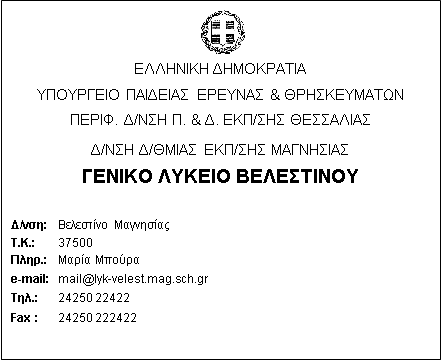 ΕΛΛΗΝΙΚΗ ΔΗΜΟΚΡΑΤΙΑ
ΥΠΟΥΡΓΕΙΟ ΠΑΙΔΕΙΑΣ ΕΡΕΥΝΑΣ & ΘΡΗΣΚΕΥΜΑΤΩΝ
ΠΕΡΙΦ. Δ/ΝΣΗ Π. & Δ. ΕΚΠ/ΣΗΣ ΘΕΣΣΑΛΙΑΣ
Δ/ΝΣΗ Δ/ΘΜΙΑΣ ΕΚΠ/ΣΗΣ ΜΑΓΝΗΣΙΑΣ
ΓΕΝΙΚΟ ΛΥΚΕΙΟ ΒΕΛΕΣΤΙΝΟΥ
Δ/νση: Βελεστίνο Μαγνησίας
Τ.Κ.: 37500
Πληρ.: Μαρία Μπούρα
e-mail: mail@lyk-velest.mag.sch.gr
Τηλ.: 24250 22422
Fax : 24250 222422